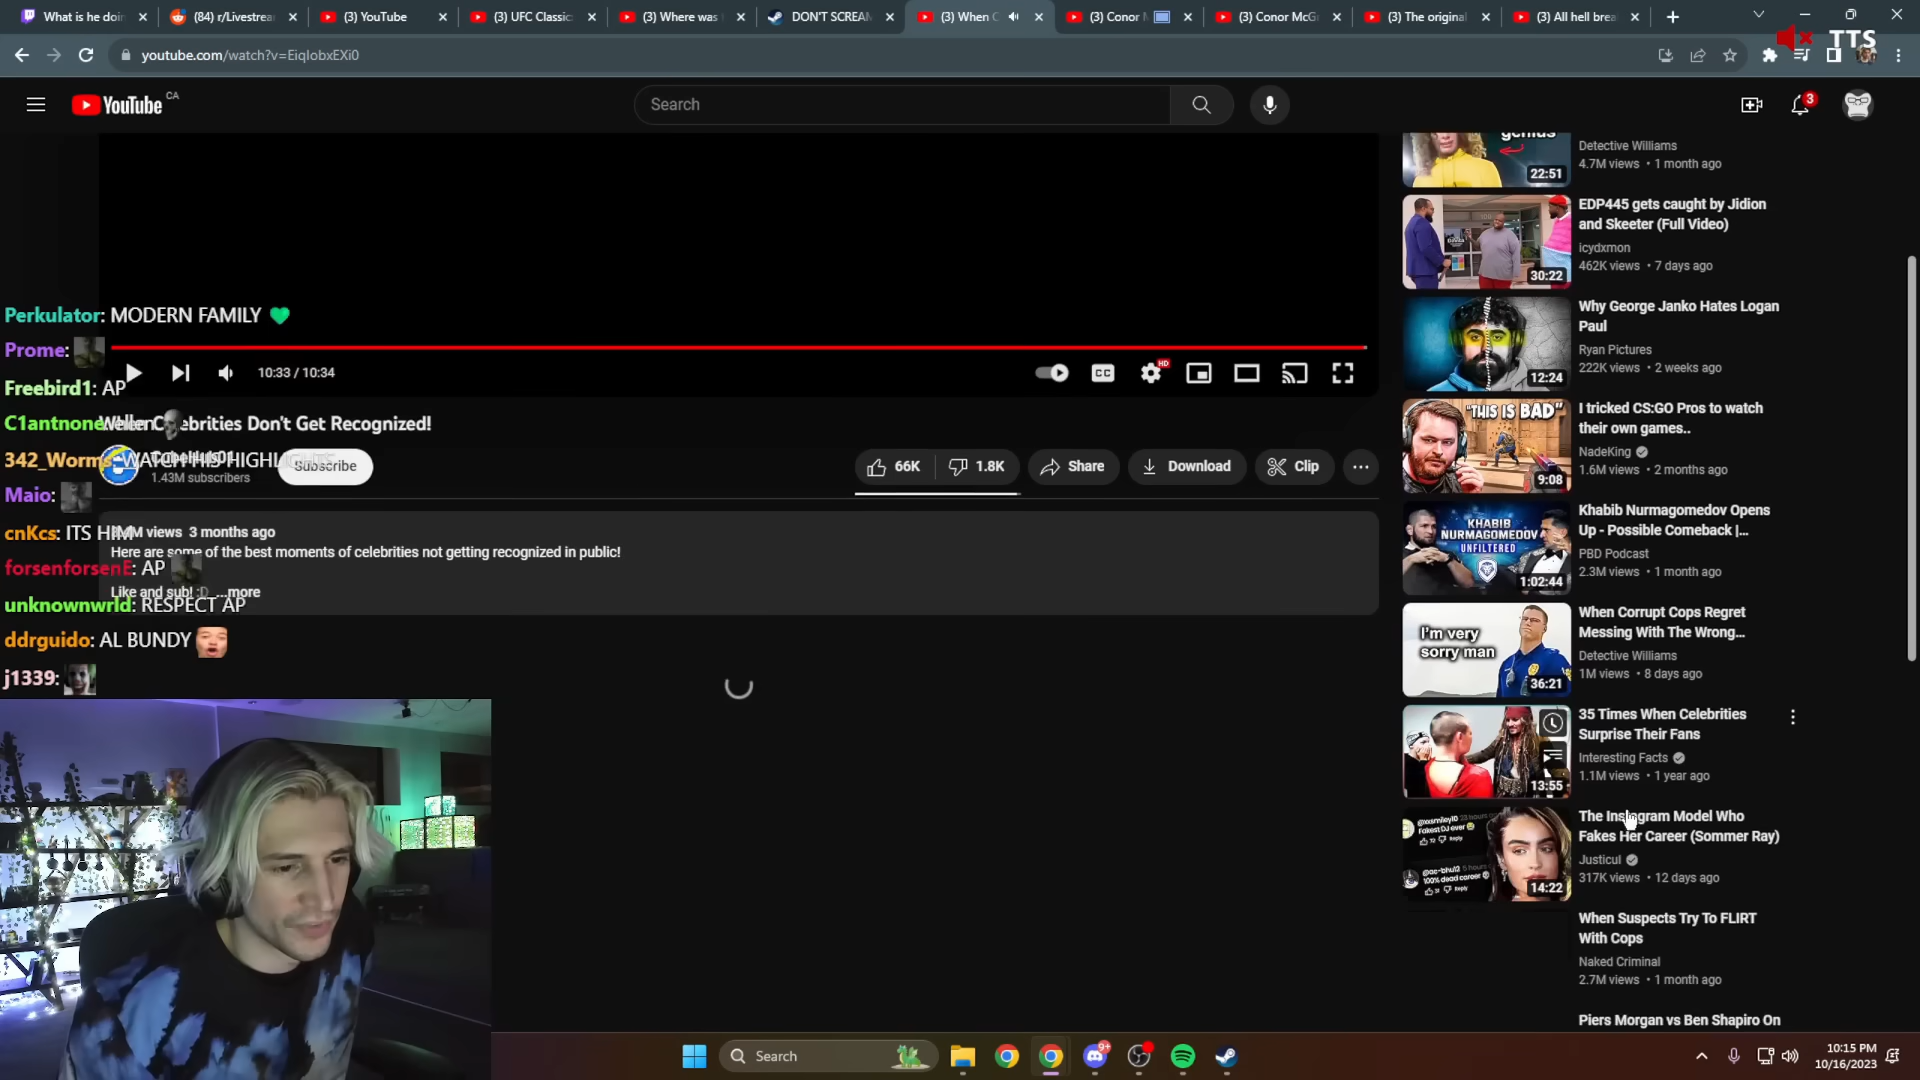 What is he doin
(84) r/Livestrea
(3) YouTube
(3) UFC Classic
(3) Where was
DON'T SCREAM
(3) When C
(3) Conor
(3) Conor McG
(3) The original
(3) All hell brea
TTS
youtube.com/watch?v=EiqIobxEXi0
YouTube CA
Search
3
genius
22:51
Detective Williams
4.7M views • 1 month ago
30:22
EDP445 gets caught by Jidion
and Skeeter (Full Video)
icydxmon
462K views • 7 days ago
12:24
Why George Janko Hates Logan
Paul
Ryan Pictures
222K views • 2 weeks ago
"THIS IS BAD"
9:08
I tricked CS:GO Pros to watch
their own games..
NadeKing
1.6M views • 2 months ago
KHABIB
NURMAGOMEDOV
UNFILTERED
1:02:44
Khabib Nurmagomedov Opens
Up - Possible Comeback |...
PBD Podcast
2.3M views • 1 month ago
I'm very
sorry man
36:21
When Corrupt Cops Regret
Messing With The Wrong...
Detective Williams
1M views • 8 days ago
13:55
35 Times When Celebrities
Surprise Their Fans
Interesting Facts
1.1M views • 1 year ago
14:22
The Instagram Model Who
Fakes Her Career (Sommer Ray)
Justicul
317K views • 12 days ago
When Suspects Try To FLIRT
With Cops
Naked Criminal
2.7M views • 1 month ago
Piers Morgan vs Ben Shapiro On
10:33 / 10:34
CC
HD
When Celebrities Don't Get Recognized!
1.43M subscribers
Subscribe
66K
1.8K
Share
Download
Clip
views 3 months ago
Here are some of the best moments of celebrities not getting recognized in public!
Like and sub! :D ...more
Perkulator: MODERN FAMILY
Prome:
Freebird1: AP
C1antnone
342_Worms: WATCH HIS HIGHLIGHTS
Maio:
cnKcs: ITS HIM
forsenforsenE: AP
unknownwrld: RESPECT AP
ddrguido: AL BUNDY
j1339:
Search
9+
10:15 PM
10/16/2023